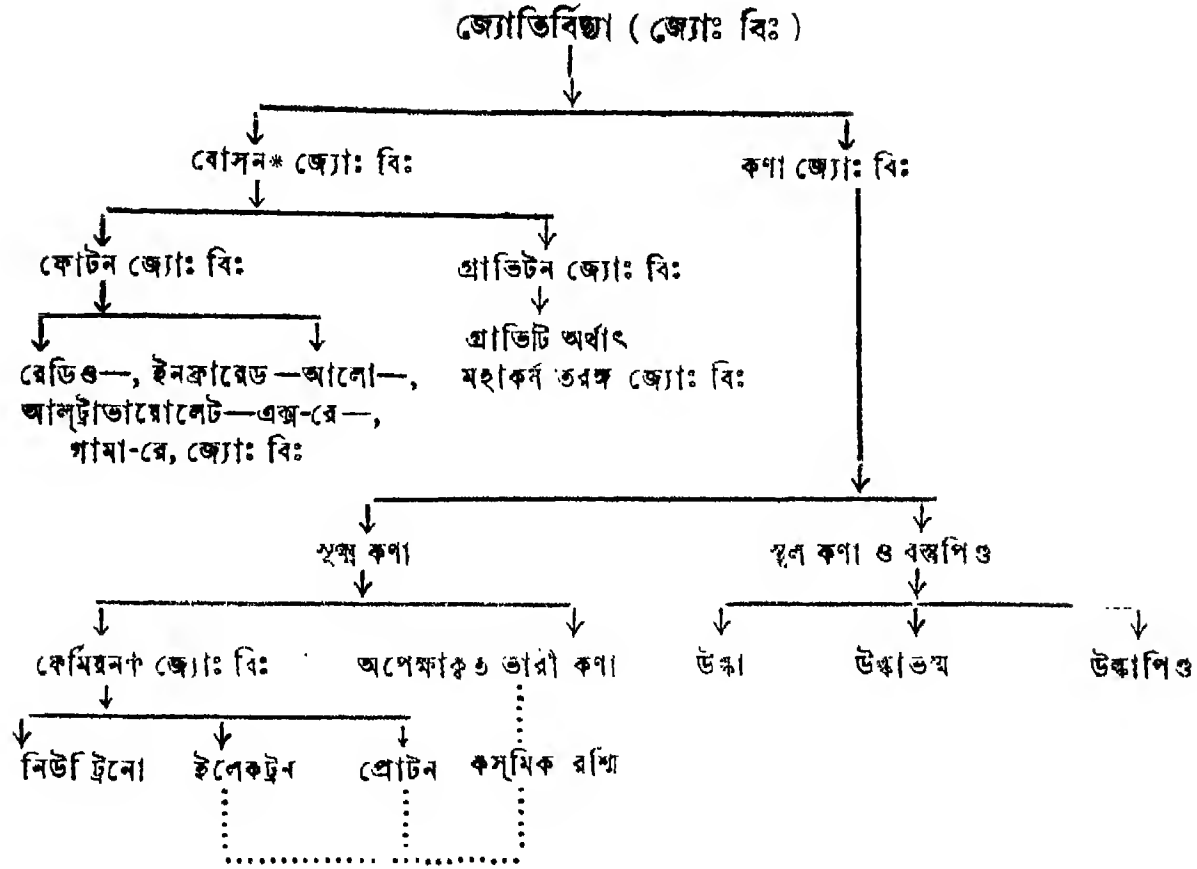 জ্যোতির্বিদ্যা ( জ্যোঃ বিঃ )
বোসন* জ্যোঃ বিঃ
কণা জ্যোঃ বিঃ
ফোটন জ্যোঃ বিঃ
গ্রাভিটন জ্যোঃ বিঃ
গ্রাভিটি অর্থাৎ
মহাকর্ষ তরঙ্গ জ্যোঃ বিঃ
রেডিও—, ইনফ্রারেড—আলো—,
আল্ট্রাভায়োলেট—এক্স-রে—,
গামা-রে, জ্যোঃ বিঃ
সূক্ষ্ম কণা
স্থূল কণা ও বস্তুপিণ্ড
ফের্মিয়ন† জ্যোঃ বিঃ
অপেক্ষাকৃত ভারী কণা
উল্কা
উল্কাভস্ম
উল্কাপিণ্ড
নিউট্রিনো
ইলেকট্রন
প্রোটন
কস্‌মিক রশ্মি